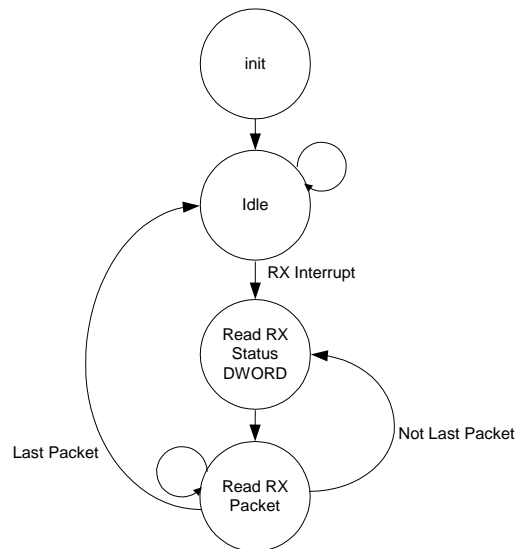 init
Idle
RX Interrupt
Read RX
Status
DWORD
Not Last Packet
Last Packet
Read RX
Packet